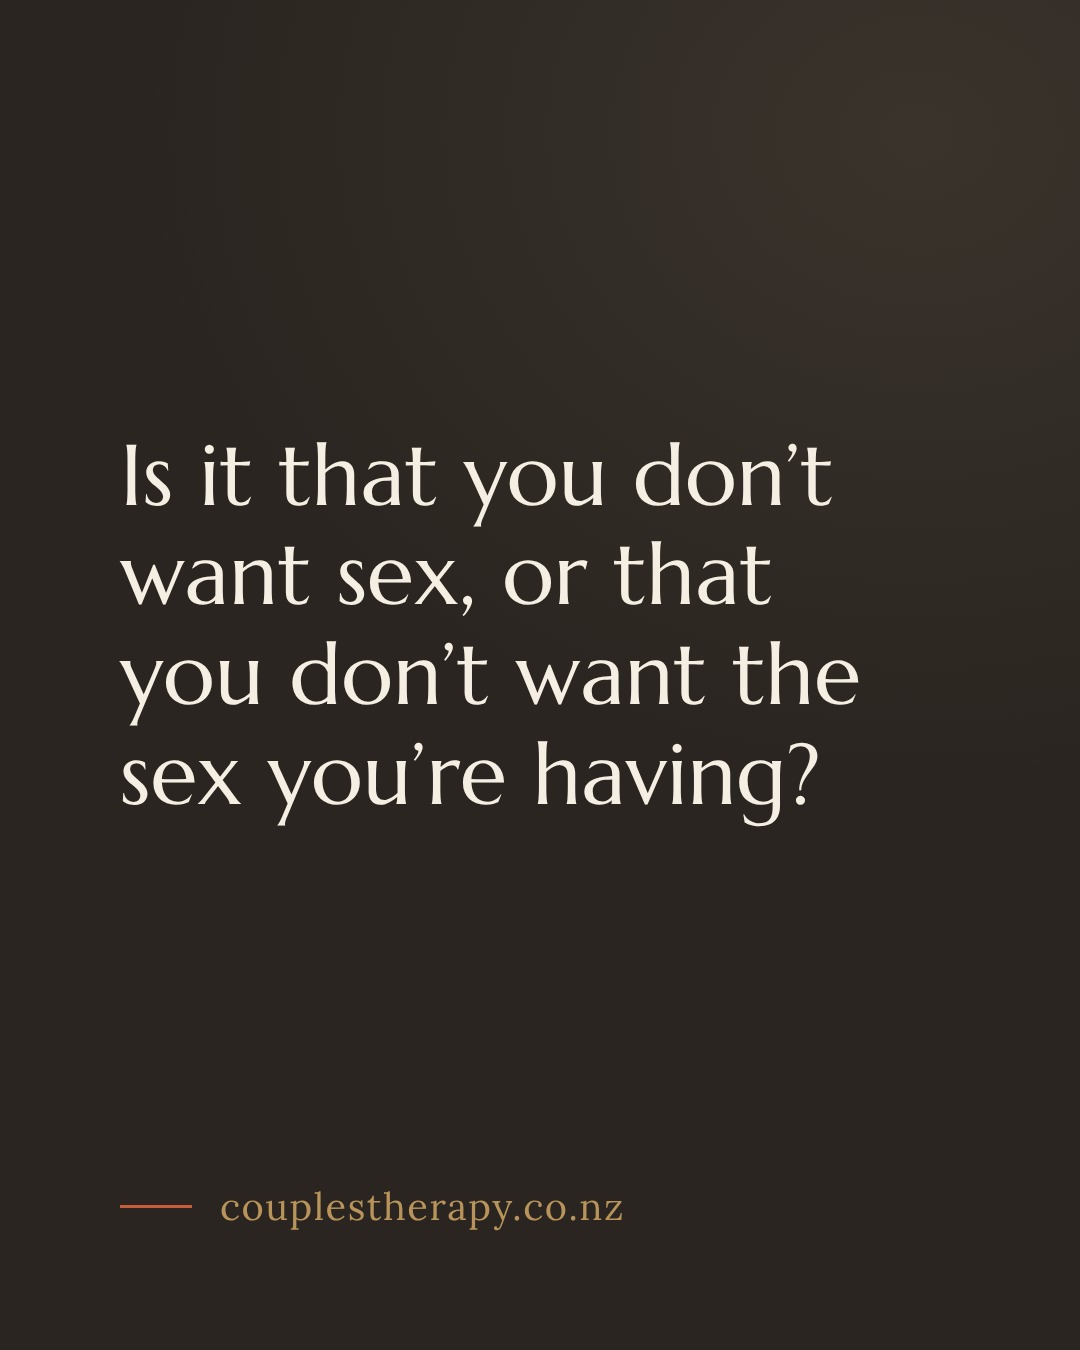 Is it that you don’t
want sex, or that
you don’t want the
sex you’re having?
couplestherapy.co.nz